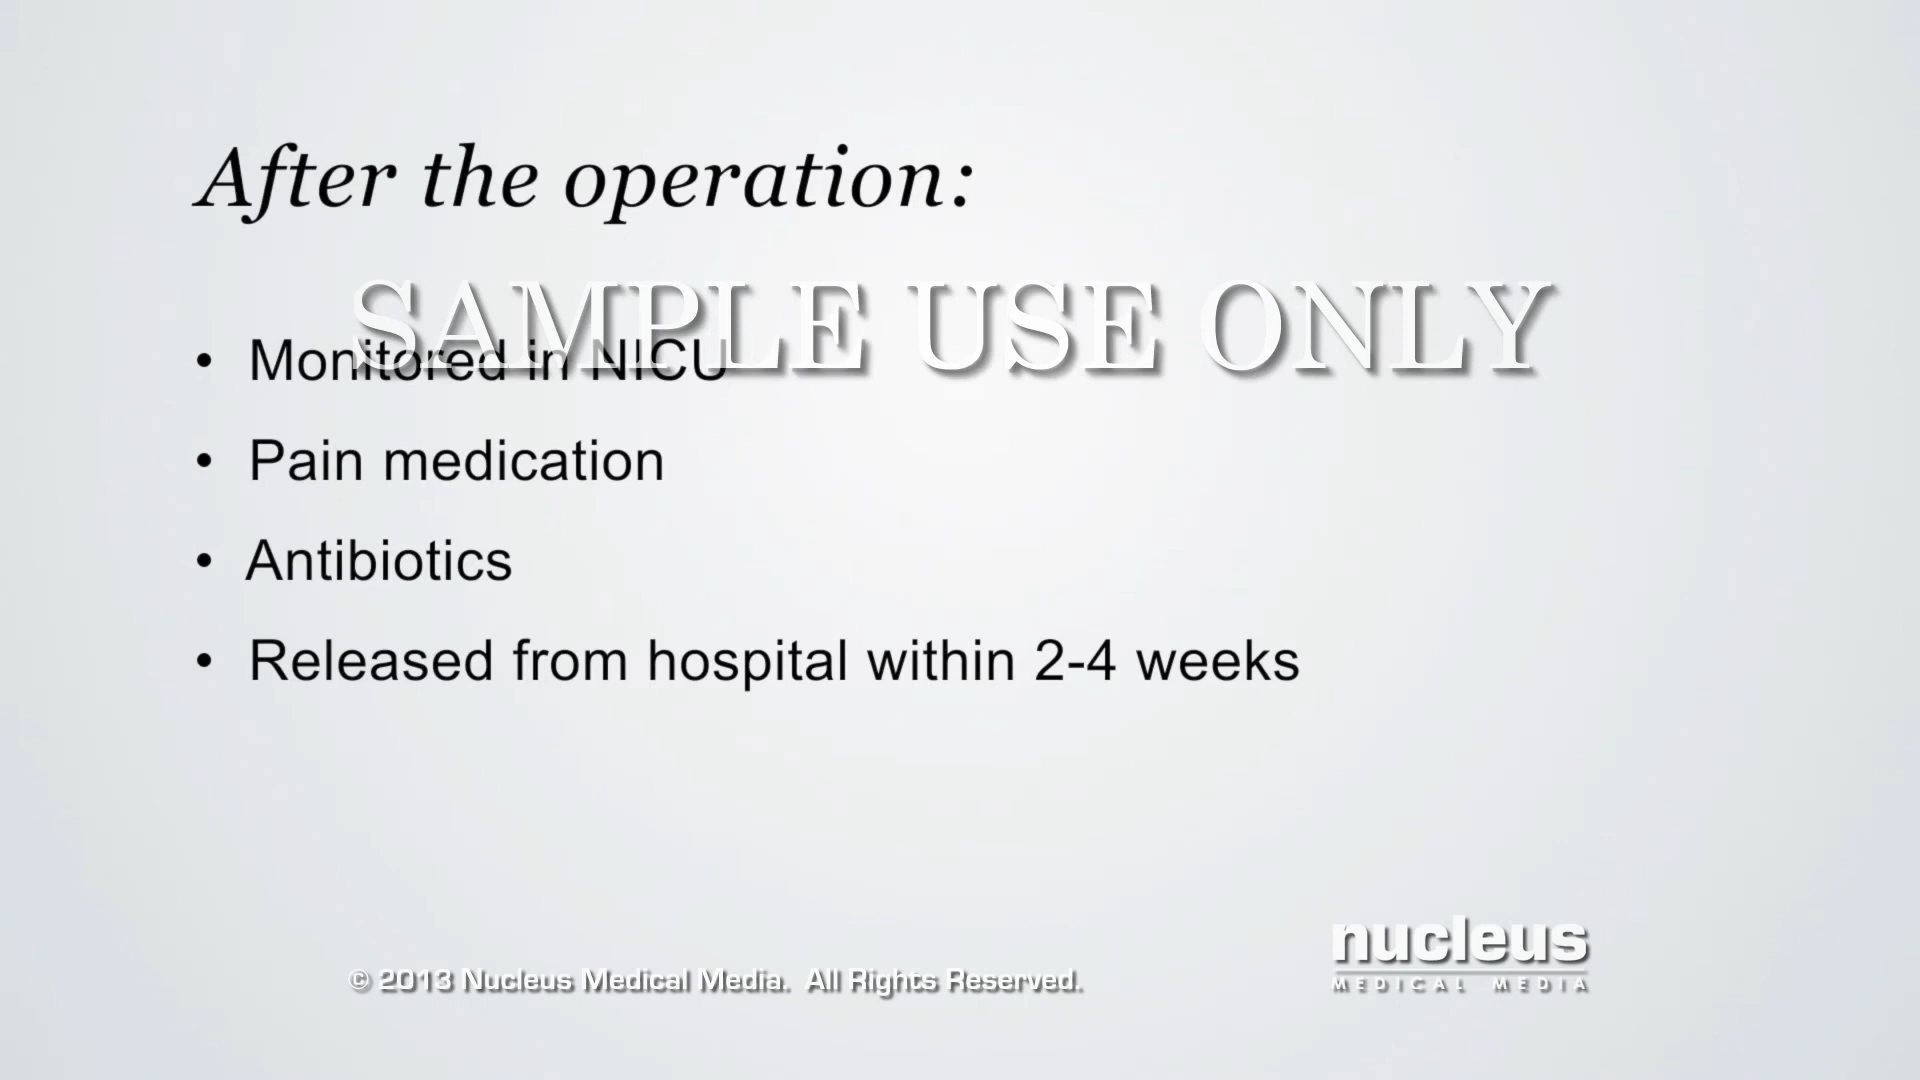 After the operation:
SAMPLE USE ONLY
• Monitored in NICU
• Pain medication
• Antibiotics
• Released from hospital within 2-4 weeks
nucleus
MEDICAL MEDIA
© 2013 Nucleus Medical Media. All Rights Reserved.